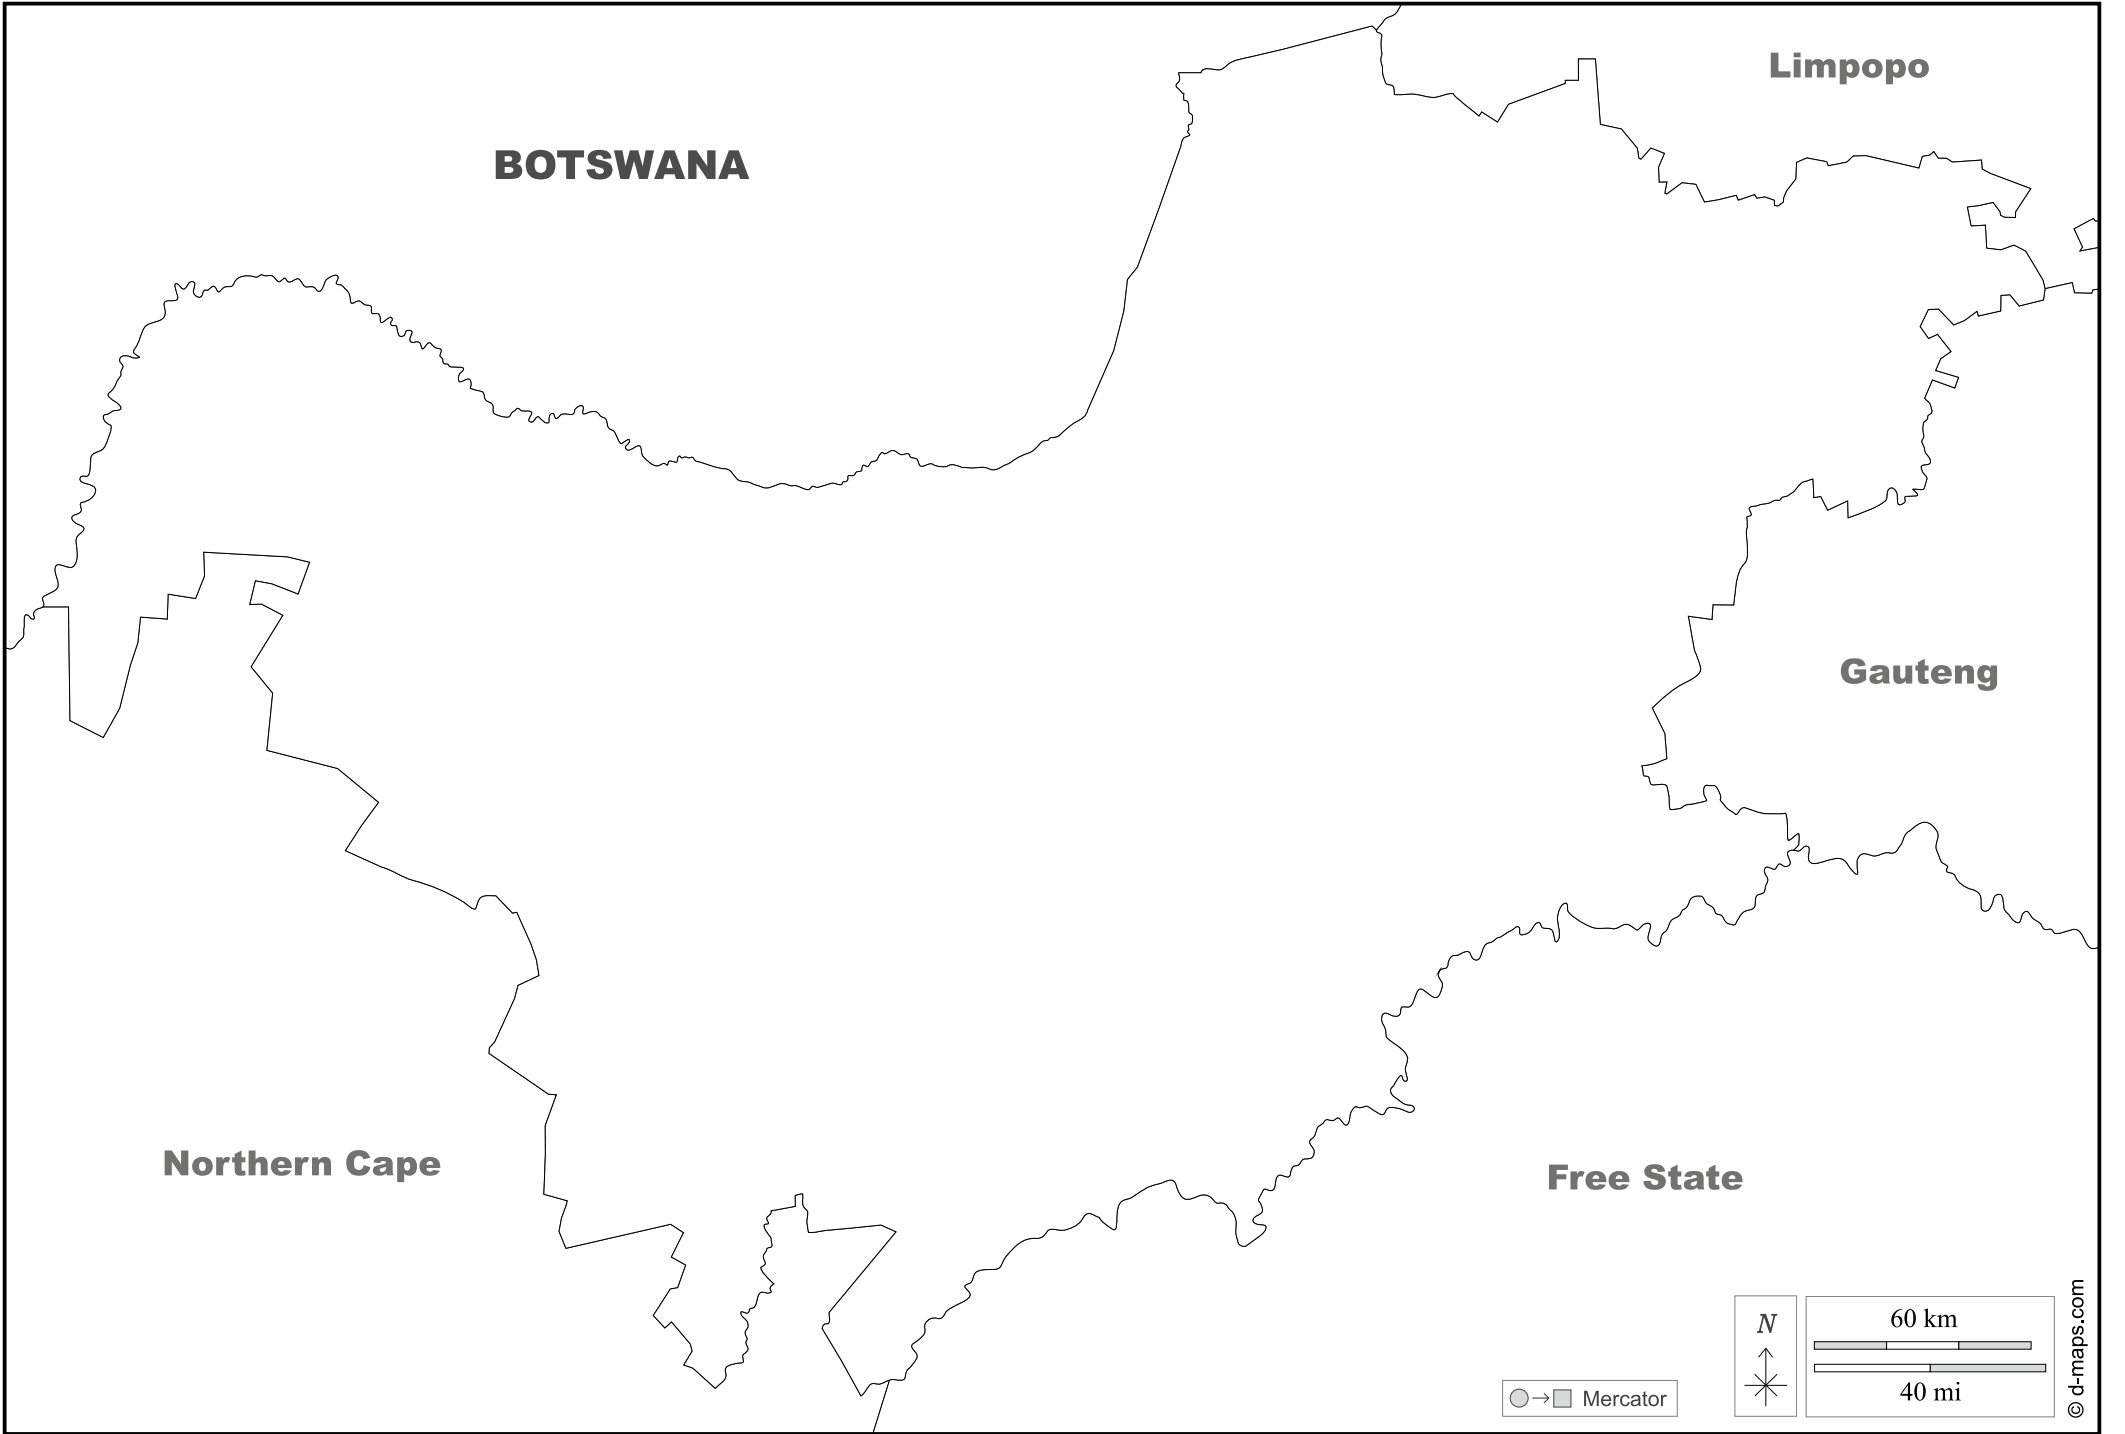 Limpopo
BOTSWANA
Gauteng
Northern Cape
Free State
60 km
N
40 mi
Mercator
© d-maps.com